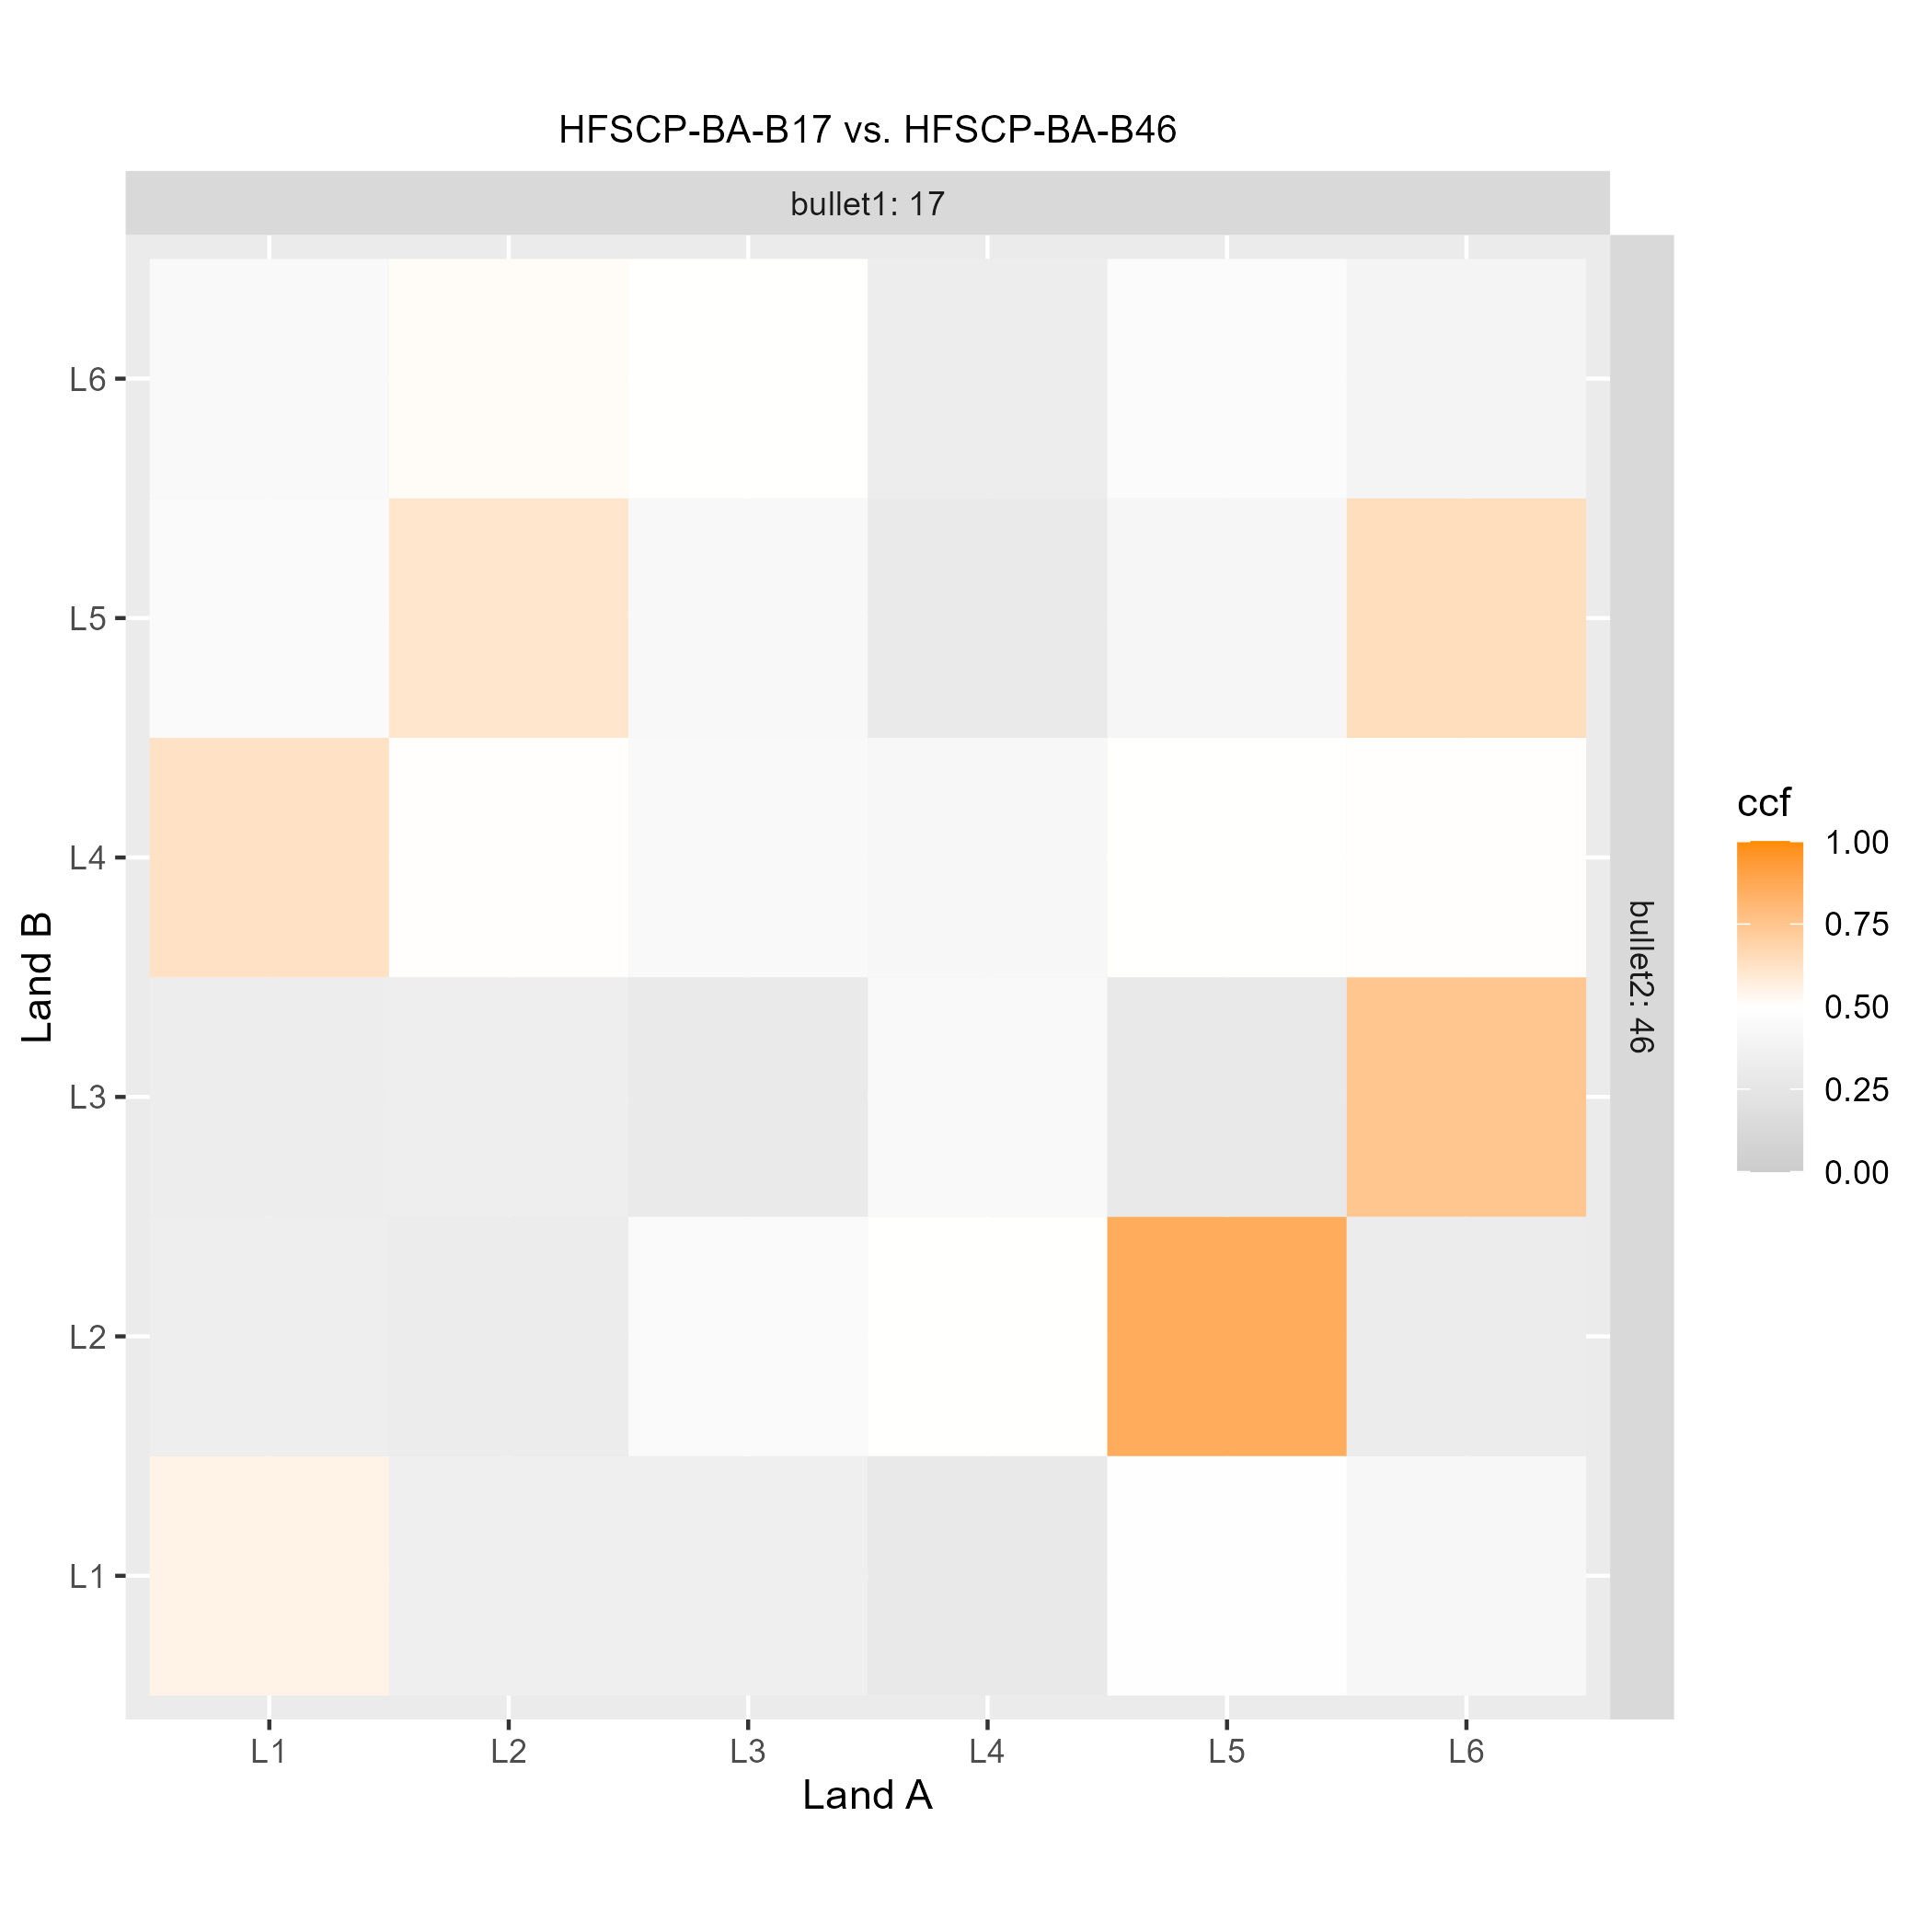 HFSCP-BA-B17 vs. HFSCP-BA-B46
bullet1: 17
L6
L5
L4
L3
L2
L1
Land B
bullet2: 46
ccf
1.00
0.75
0.50
0.25
0.00
L1 L2 L3 L4 L5 L6
Land A